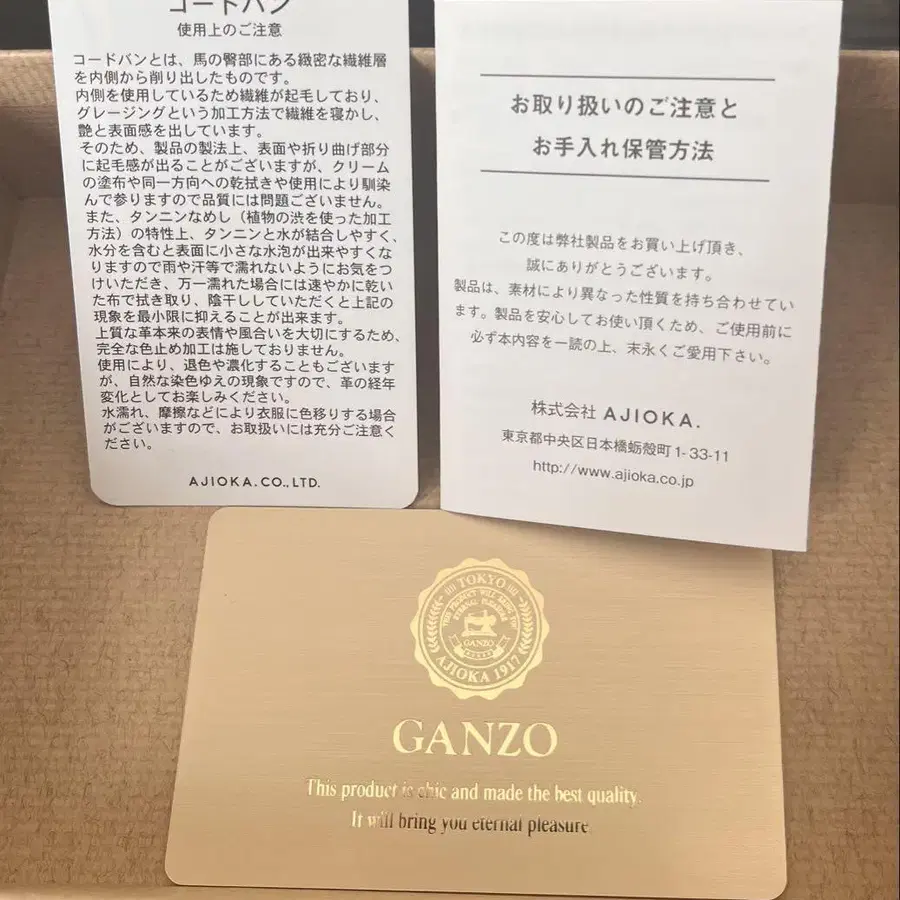 コードバン
使用上のご注意
コードバンとは、馬の臀部にある緻密な繊維層
を内側から削り出したものです。
内側を使用しているため繊維が起毛しており、
グレージングという加工方法で繊維を寝かし、
艶と表面感を出しています。
そのため、製品の製法上、表面や折り曲げ部分
に起毛感が出ることがございますが、クリーム
の塗布や同一方向への乾拭きや使用により馴染
んで参りますので品質には問題ございません。
また、タンニンなめし（植物の渋を使った加工
方法）の特性上、タンニンと水が結合しやすく、
水分を含むと表面に小さな水泡が出来やすくな
りますので雨や汗等で濡れないようにお気をつ
けいただき、万一濡れた場合には速やかに乾い
た布で拭き取り、陰干ししていただくと上記の
現象を最小限に抑えることが出来ます。
上質な革本来の表情や風合いを大切にするため、
完全な色止め加工は施しておりません。
使用により、退色や濃化することもございます
が、自然な染色ゆえの現象ですので、革の経年
変化としてお楽しみください。
水濡れ、摩擦などにより衣服に色移りする場合
がございますので、お取扱いには充分ご注意く
ださい。
AJIOKA.CO.,LTD.
お取り扱いのご注意と
お手入れ保管方法
この度は弊社製品をお買い上げ頂き、
誠にありがとうございます。
製品は、素材により異なった性質を持ち合わせてい
ます。製品を安心してお使い頂くため、ご使用前に
必ず本内容を一読の上、末永くご愛用下さい。
株式会社 AJIOKA.
東京都中央区日本橋蛎殻町 1-33-11
http://www.ajioka.co.jp
TOKYO
THIS PRODUCT WILL BRING YOU
ETERNAL PLEASURE
GANZO
AJIOKA 1917
GANZO
This product is chic and made the best quality.
It will bring you eternal pleasure